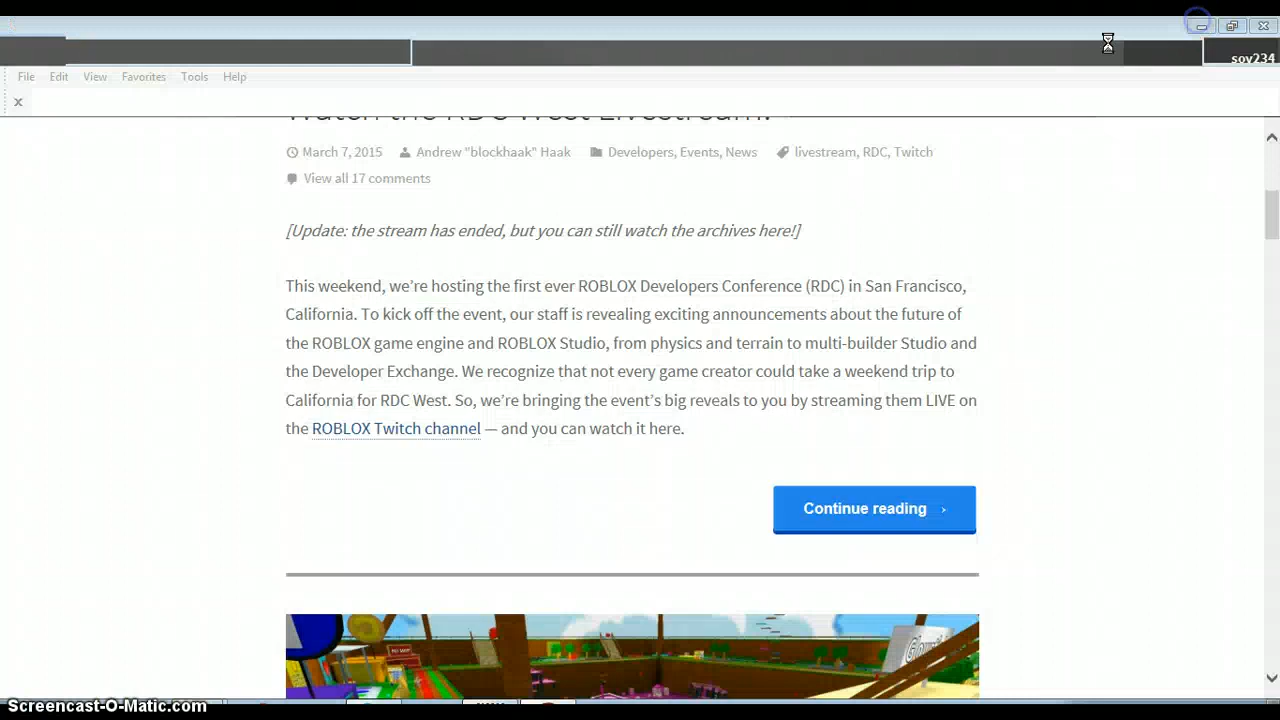 sov234
File Edit View Favorites Tools Help
x
Watch the RDC West Livestream!
March 7, 2015 Andrew "blockhaak" Haak Developers, Events, News livestream, RDC, Twitch
View all 17 comments
[Update: the stream has ended, but you can still watch the archives here!]
This weekend, we're hosting the first ever ROBLOX Developers Conference (RDC) in San Francisco,
California. To kick off the event, our staff is revealing exciting announcements about the future of
the ROBLOX game engine and ROBLOX Studio, from physics and terrain to multi-builder Studio and
the Developer Exchange. We recognize that not every game creator could take a weekend trip to
California for RDC West. So, we're bringing the event's big reveals to you by streaming them LIVE on
the ROBLOX Twitch channel — and you can watch it here.
Continue reading ›
Screencast-O-Matic.com